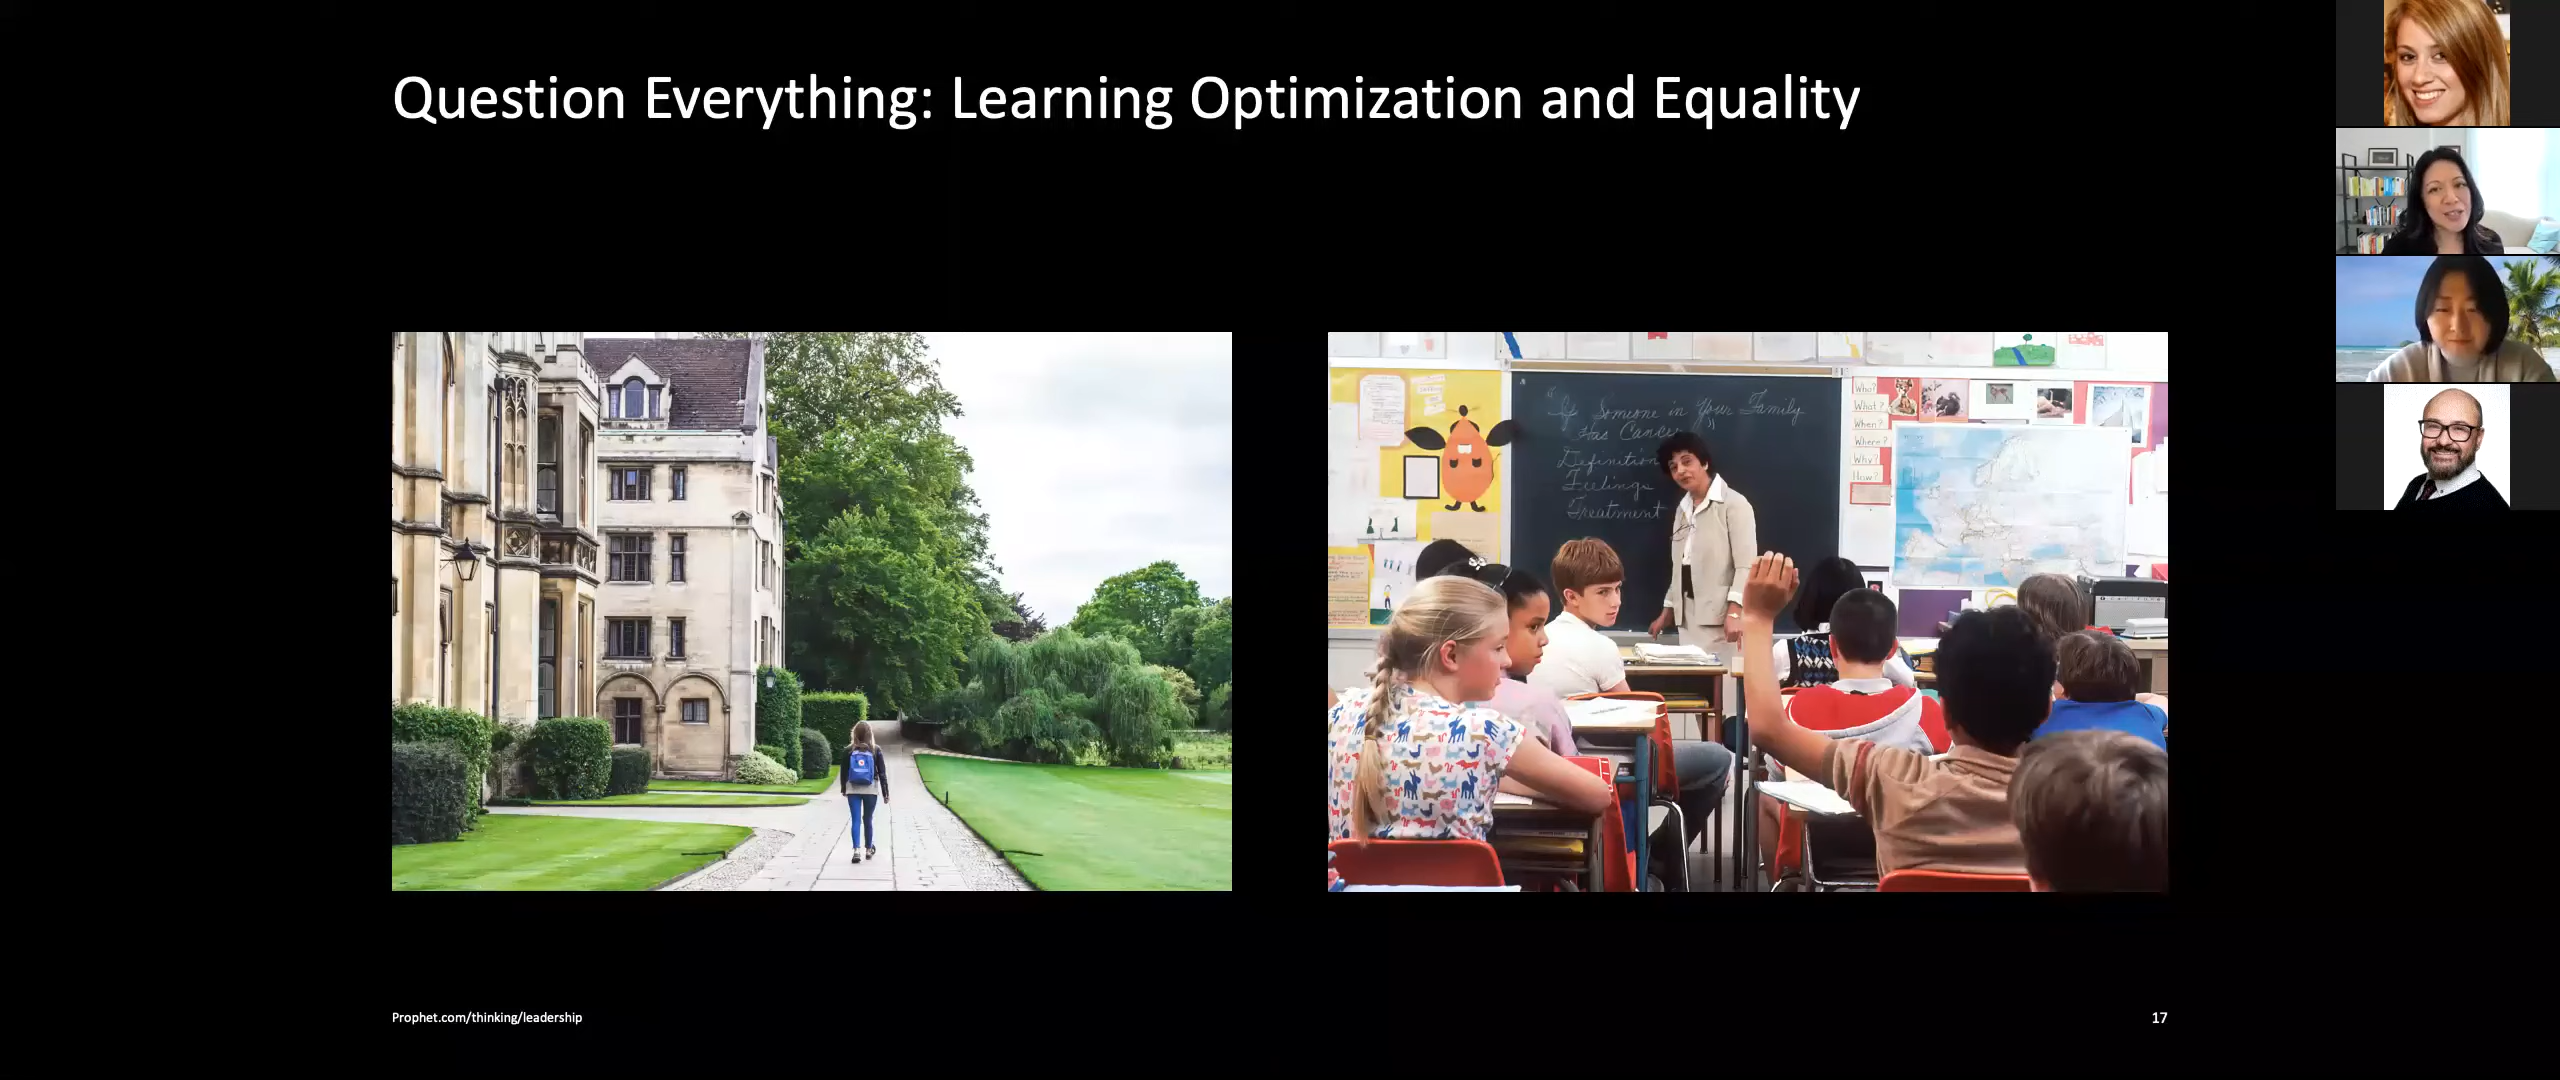 Question Everything: Learning Optimization and Equality
"If Someone in Your Family
Has Cancer"
Definition
Feelings
Treatment
Who?
What?
When?
Where?
Why?
How?
Prophet.com/thinking/leadership
17